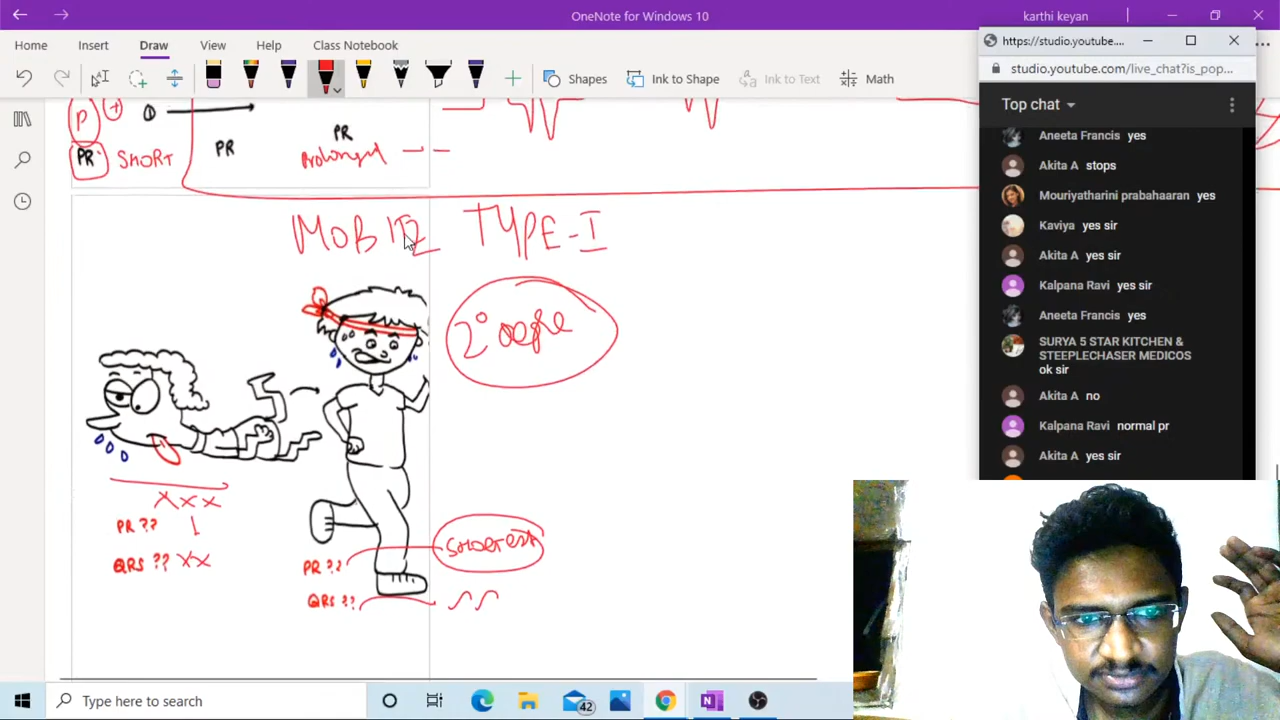 OneNote for Windows 10
karthi keyan
Home Insert Draw View Help Class Notebook
Shapes Ink to Shape Ink to Text Math
https://studio.youtube....
studio.youtube.com/live_chat?is_pop...
Top chat
Aneeta Francis yes
Akita A stops
Mouriyatharini prabahaaran yes
Kaviya yes sir
Akita A yes sir
Kalpana Ravi yes sir
Aneeta Francis yes
SURYA 5 STAR KITCHEN &
STEEPLECHASER MEDICOS
ok sir
Akita A no
Kalpana Ravi normal pr
Akita A yes sir
P +
PR SHORT
PR
PR
Prolonged
MOBITZ TYPE-I
2°
XXX
PR ??
QRS ?? XX
PR ??
SHORTEST
QRS ??
Type here to search
42